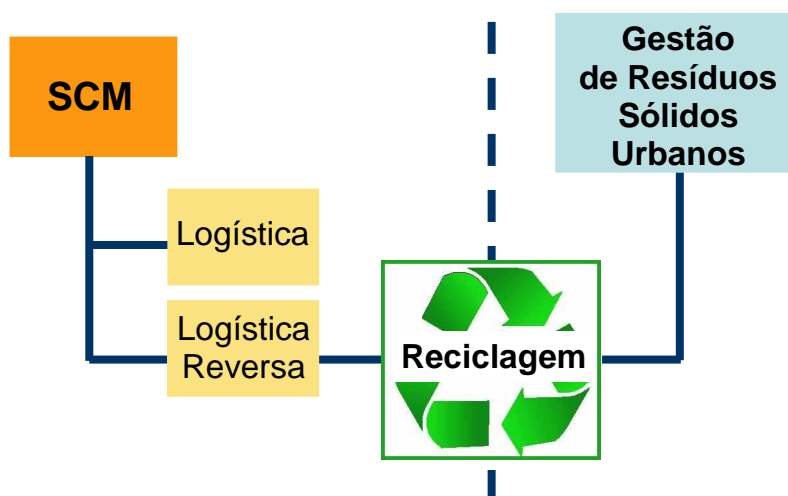 SCM
Logística
Logística
Reversa
Reciclagem
Gestão
de Resíduos
Sólidos
Urbanos